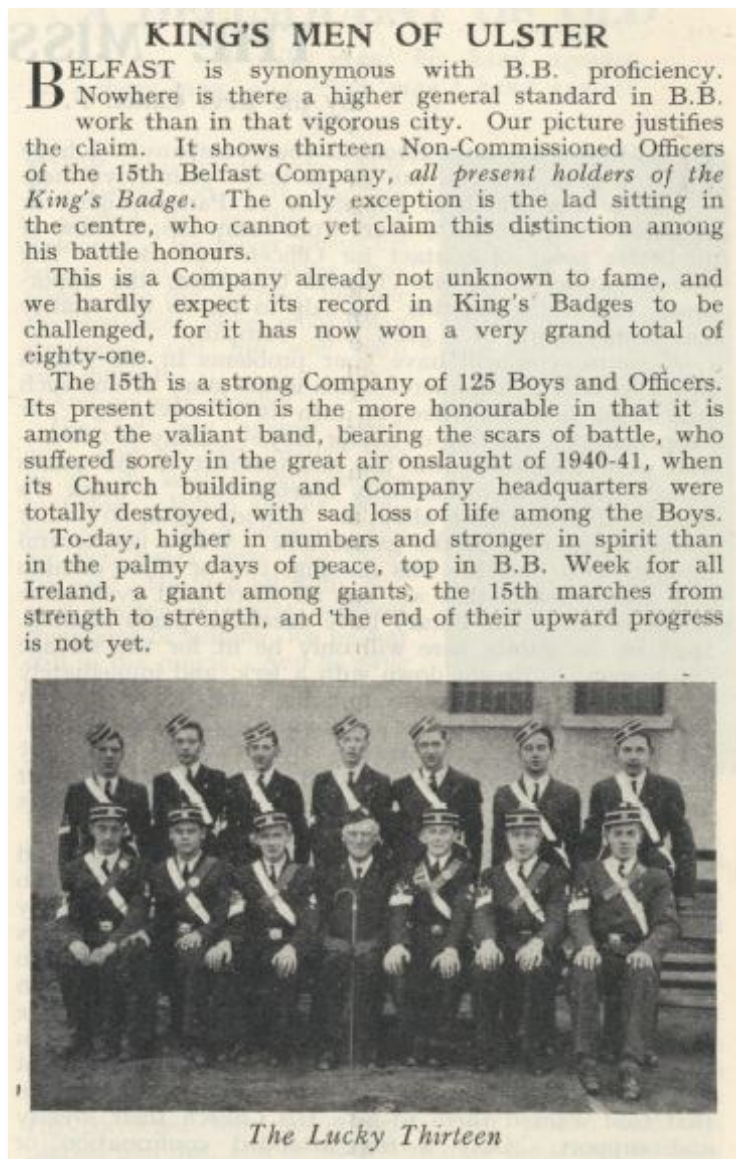 KING'S MEN OF ULSTER
BELFAST is synonymous with B.B. proficiency.
Nowhere is there a higher general standard in B.B.
work than in that vigorous city. Our picture justifies
the claim. It shows thirteen Non-Commissioned Officers
of the 15th Belfast Company, all present holders of the
King's Badge. The only exception is the lad sitting in
the centre, who cannot yet claim this distinction among
his battle honours.
This is a Company already not unknown to fame, and
we hardly expect its record in King's Badges to be
challenged, for it has now won a very grand total of
eighty-one.
The 15th is a strong Company of 125 Boys and Officers.
Its present position is the more honourable in that it is
among the valiant band, bearing the scars of battle, who
suffered sorely in the great air onslaught of 1940-41, when
its Church building and Company headquarters were
totally destroyed, with sad loss of life among the Boys.
To-day, higher in numbers and stronger in spirit than
in the palmy days of peace, top in B.B. Week for all
Ireland, a giant among giants, the 15th marches from
strength to strength, and the end of their upward progress
is not yet.
The Lucky Thirteen